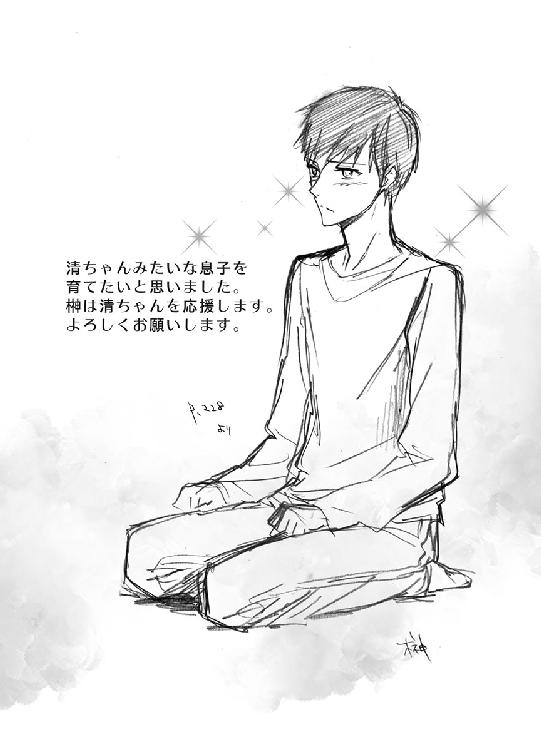 清ちゃんみたいな息子を
育てたいと思いました。
榊は清ちゃんを応援します。
よろしくお願いします。
P.228
より
榊